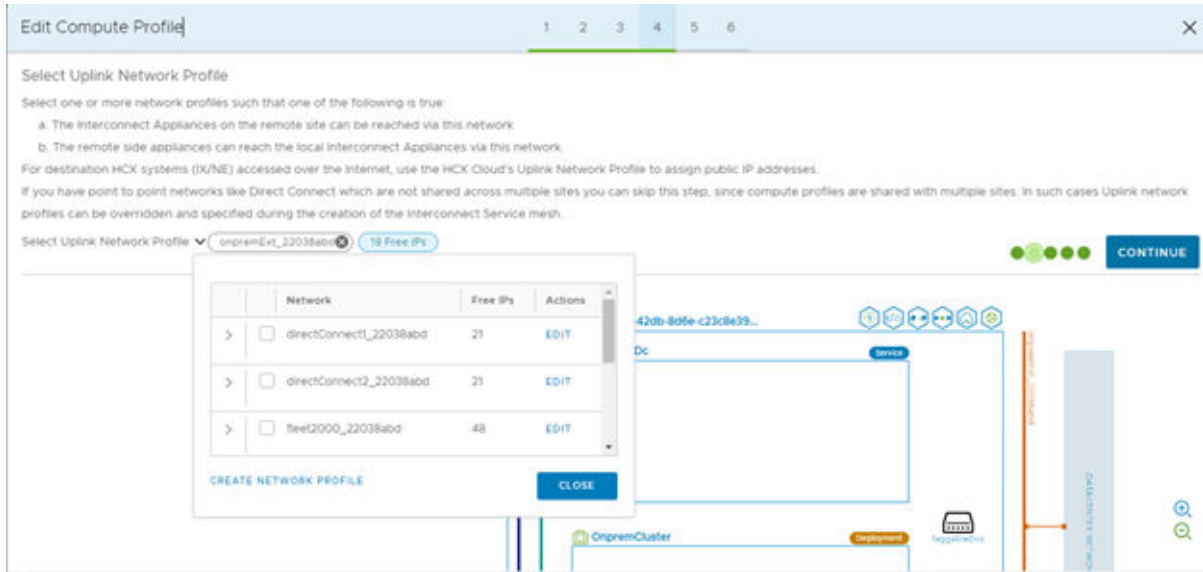 Edit Compute Profile
1 2 3 4 5 6
Select Uplink Network Profile
Select one or more network profiles such that one of the following is true:
a. The Interconnect Appliances on the remote site can be reached via this network
b. The remote side appliances can reach the local Interconnect Appliances via this network.
For destination HCX systems (IX/NE) accessed over the Internet, use the HCX Cloud's Uplink Network Profile to assign public IP addresses.
If you have point to point networks like Direct Connect which are not shared across multiple sites you can skip this step, since compute profiles are shared with multiple sites. In such cases Uplink network
profiles can be overridden and specified during the creation of the Interconnect Service mesh.
Select Uplink Network Profile onpremExt_22038abd 19 Free IPs
CONTINUE
Network Free IPs Actions
directConnect1_22038abd 21 EDIT
directConnect2_22038abd 21 EDIT
fleet2000_22038abd 48 EDIT
CREATE NETWORK PROFILE CLOSE
42db-8d6e-c23c8e39...
Dc Service
OnpremCluster Deployment